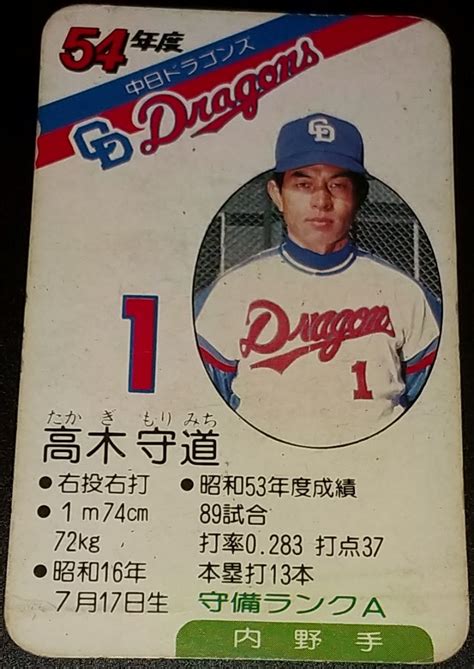 54年度
中日ドラゴンズ
CD Dragons
CD
Dragons
1
1
たかぎ もりみち
高木守道
●右投右打
●1m74cm
72kg
●昭和16年
7月17日生
●昭和53年度成績
89試合
打率0.283 打点37
本塁打13本
守備ランクA
内野手